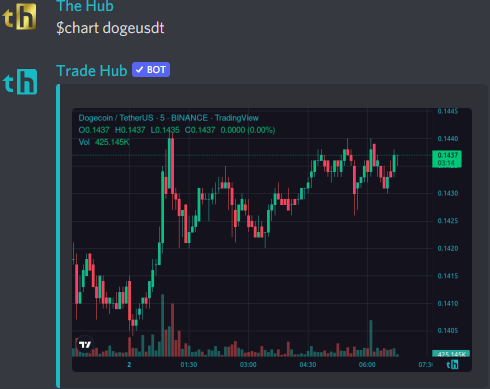 The Hub
$chart dogeusdt
Trade Hub ✓ BOT
Dogecoin / TetherUS · 5 · BINANCE · TradingView
O0.1437 H0.1437 L0.1435 C0.1437 0.0000 (0.00%)
Vol 425.145K
0.1445
0.1440
0.1437
03:14
0.1430
0.1425
0.1420
0.1415
0.1410
0.1405
425.145K
2 01:30 03:00 04:30 06:00 07:30
th